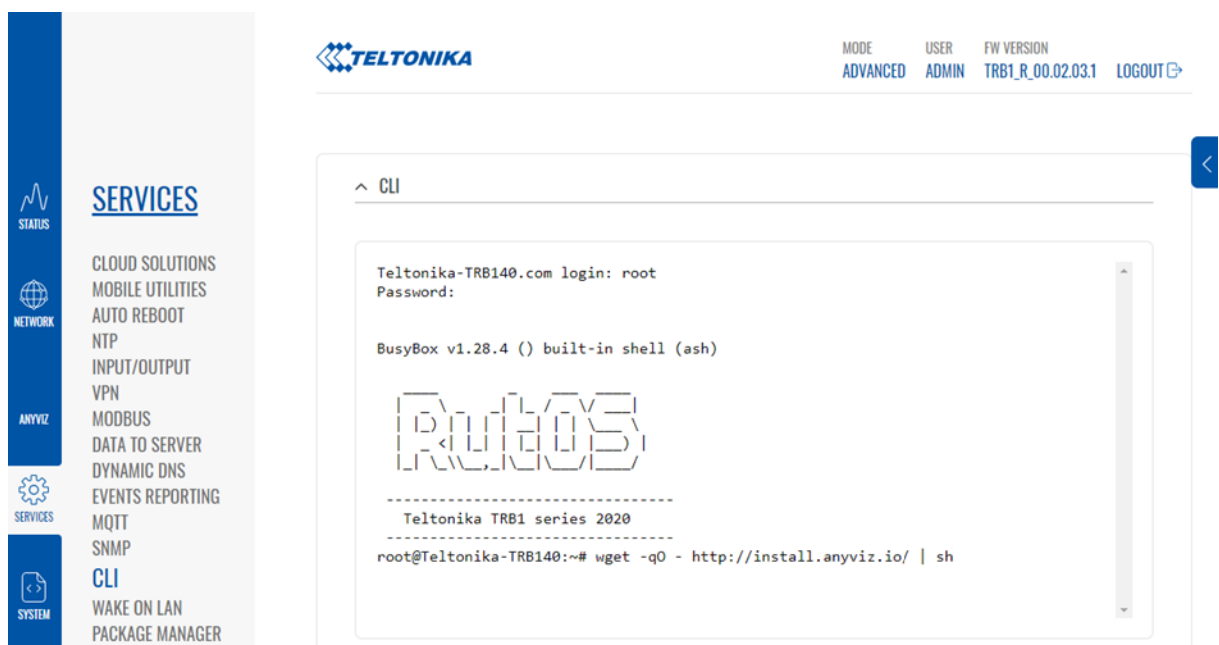 TELTONIKA
MODE USER FW VERSION
ADVANCED ADMIN TRB1_R_00.02.03.1 LOGOUT
STATUS
NETWORK
ANYVIZ
SERVICES
SYSTEM
SERVICES
CLOUD SOLUTIONS
MOBILE UTILITIES
AUTO REBOOT
NTP
INPUT/OUTPUT
VPN
MODBUS
DATA TO SERVER
DYNAMIC DNS
EVENTS REPORTING
MQTT
SNMP
CLI
WAKE ON LAN
PACKAGE MANAGER
CLI
Teltonika-TRB140.com login: root
Password:
BusyBox v1.28.4 () built-in shell (ash)
RutOS
---------------------------------
Teltonika TRB1 series 2020
---------------------------------
root@Teltonika-TRB140:~# wget -qO - http://install.anyviz.io/ | sh